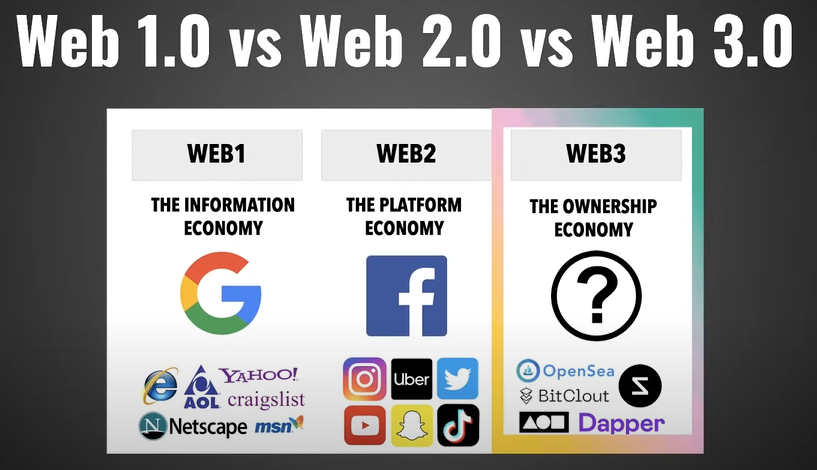 Web 1.0 vs Web 2.0 vs Web 3.0
WEB1
THE INFORMATION
ECONOMY
YAHOO!
AOL
craigslist
Netscape
msn
WEB2
THE PLATFORM
ECONOMY
Uber
WEB3
THE OWNERSHIP
ECONOMY
?
OpenSea
BitClout
Dapper